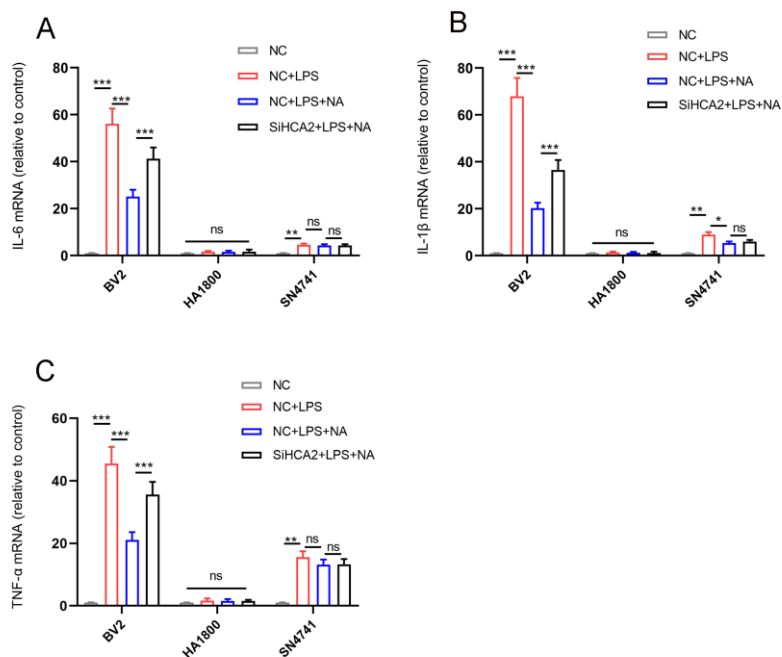 A
NC
NC+LPS
NC+LPS+NA
SiHCA2+LPS+NA
IL-6 mRNA (relative to control)
80
60
40
20
0
***
***
***
ns
**
ns
ns
BV2
HA1800
SN4741
B
NC
NC+LPS
NC+LPS+NA
SiHCA2+LPS+NA
IL-1β mRNA (relative to control)
80
60
40
20
0
***
***
***
ns
**
*
ns
BV2
HA1800
SN4741
C
NC
NC+LPS
NC+LPS+NA
SiHCA2+LPS+NA
TNF-α mRNA (relative to control)
60
40
20
0
***
***
***
ns
**
ns
ns
BV2
HA1800
SN4741